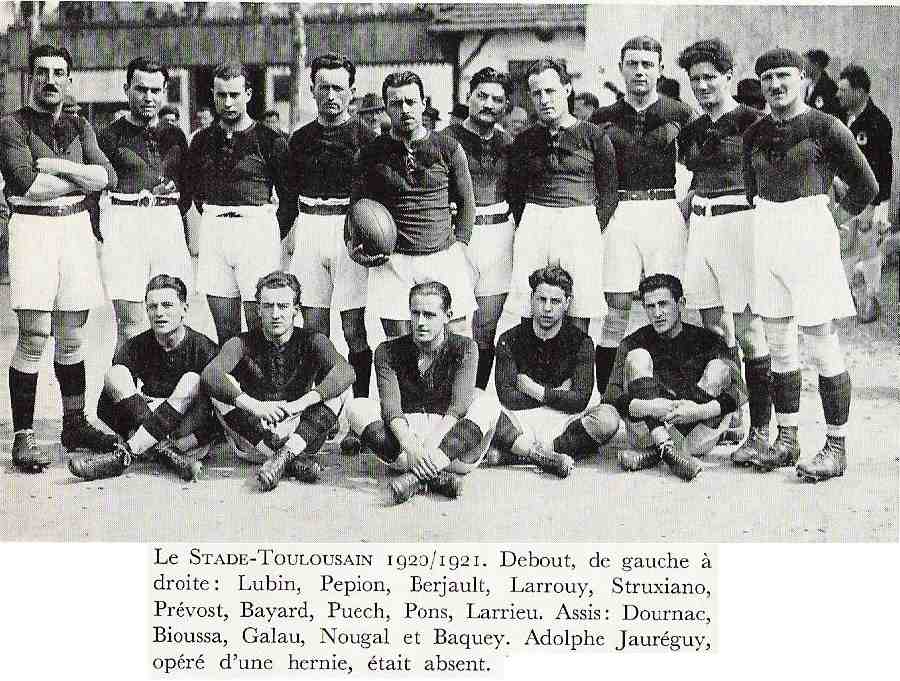 Le Stade-Toulousain 1920/1921. Debout, de gauche à
droite: Lubin, Pepion, Berjault, Larrouy, Struxiano,
Prévost, Bayard, Puech, Pons, Larrieu. Assis: Dournac,
Bioussa, Galau, Nougal et Baquey. Adolphe Jauréguy,
opéré d'une hernie, était absent.